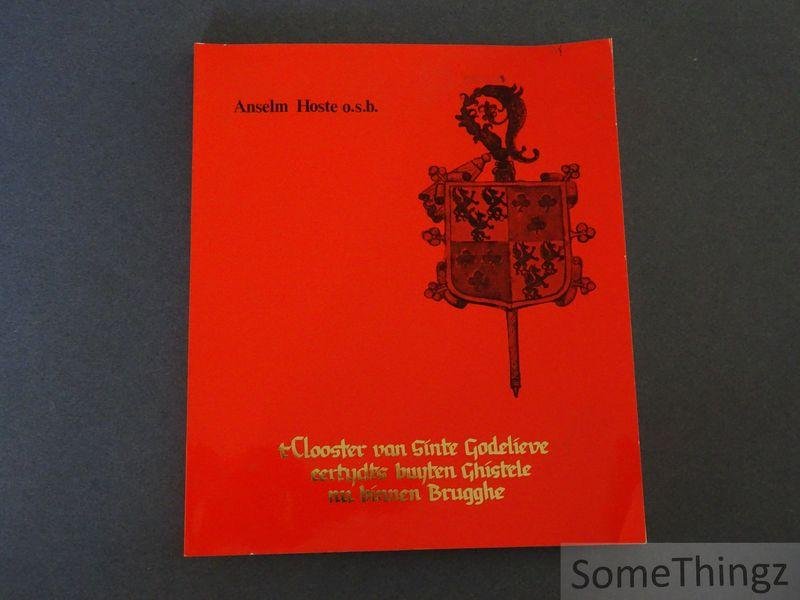 Anselm Hoste o.s.b.
t'Clooster van Sinte Godelieve
eertydts buyten Ghistele
nu binnen Brugghe
SomeThingz